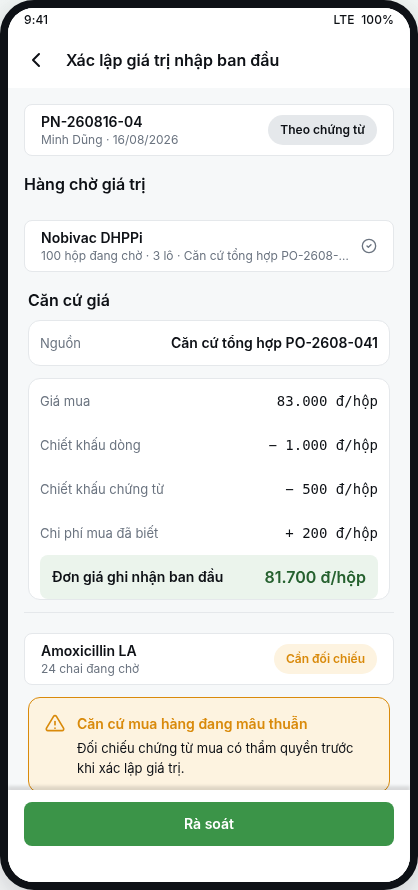 9:41
LTE 100%
Xác lập giá trị nhập ban đầu
PN-260816-04
Minh Dũng · 16/08/2026
Theo chứng từ
Hàng chờ giá trị
Nobivac DHPPi
100 hộp đang chờ · 3 lô · Căn cứ tổng hợp PO-2608-...
Căn cứ giá
Nguồn
Căn cứ tổng hợp PO-2608-041
Giá mua
83.000 đ/hộp
Chiết khấu dòng
− 1.000 đ/hộp
Chiết khấu chứng từ
− 500 đ/hộp
Chi phí mua đã biết
+ 200 đ/hộp
Đơn giá ghi nhận ban đầu
81.700 đ/hộp
Amoxicillin LA
24 chai đang chờ
Cần đối chiếu
Căn cứ mua hàng đang mâu thuẫn
Đối chiếu chứng từ mua có thẩm quyền trước
khi xác lập giá trị.
Rà soát